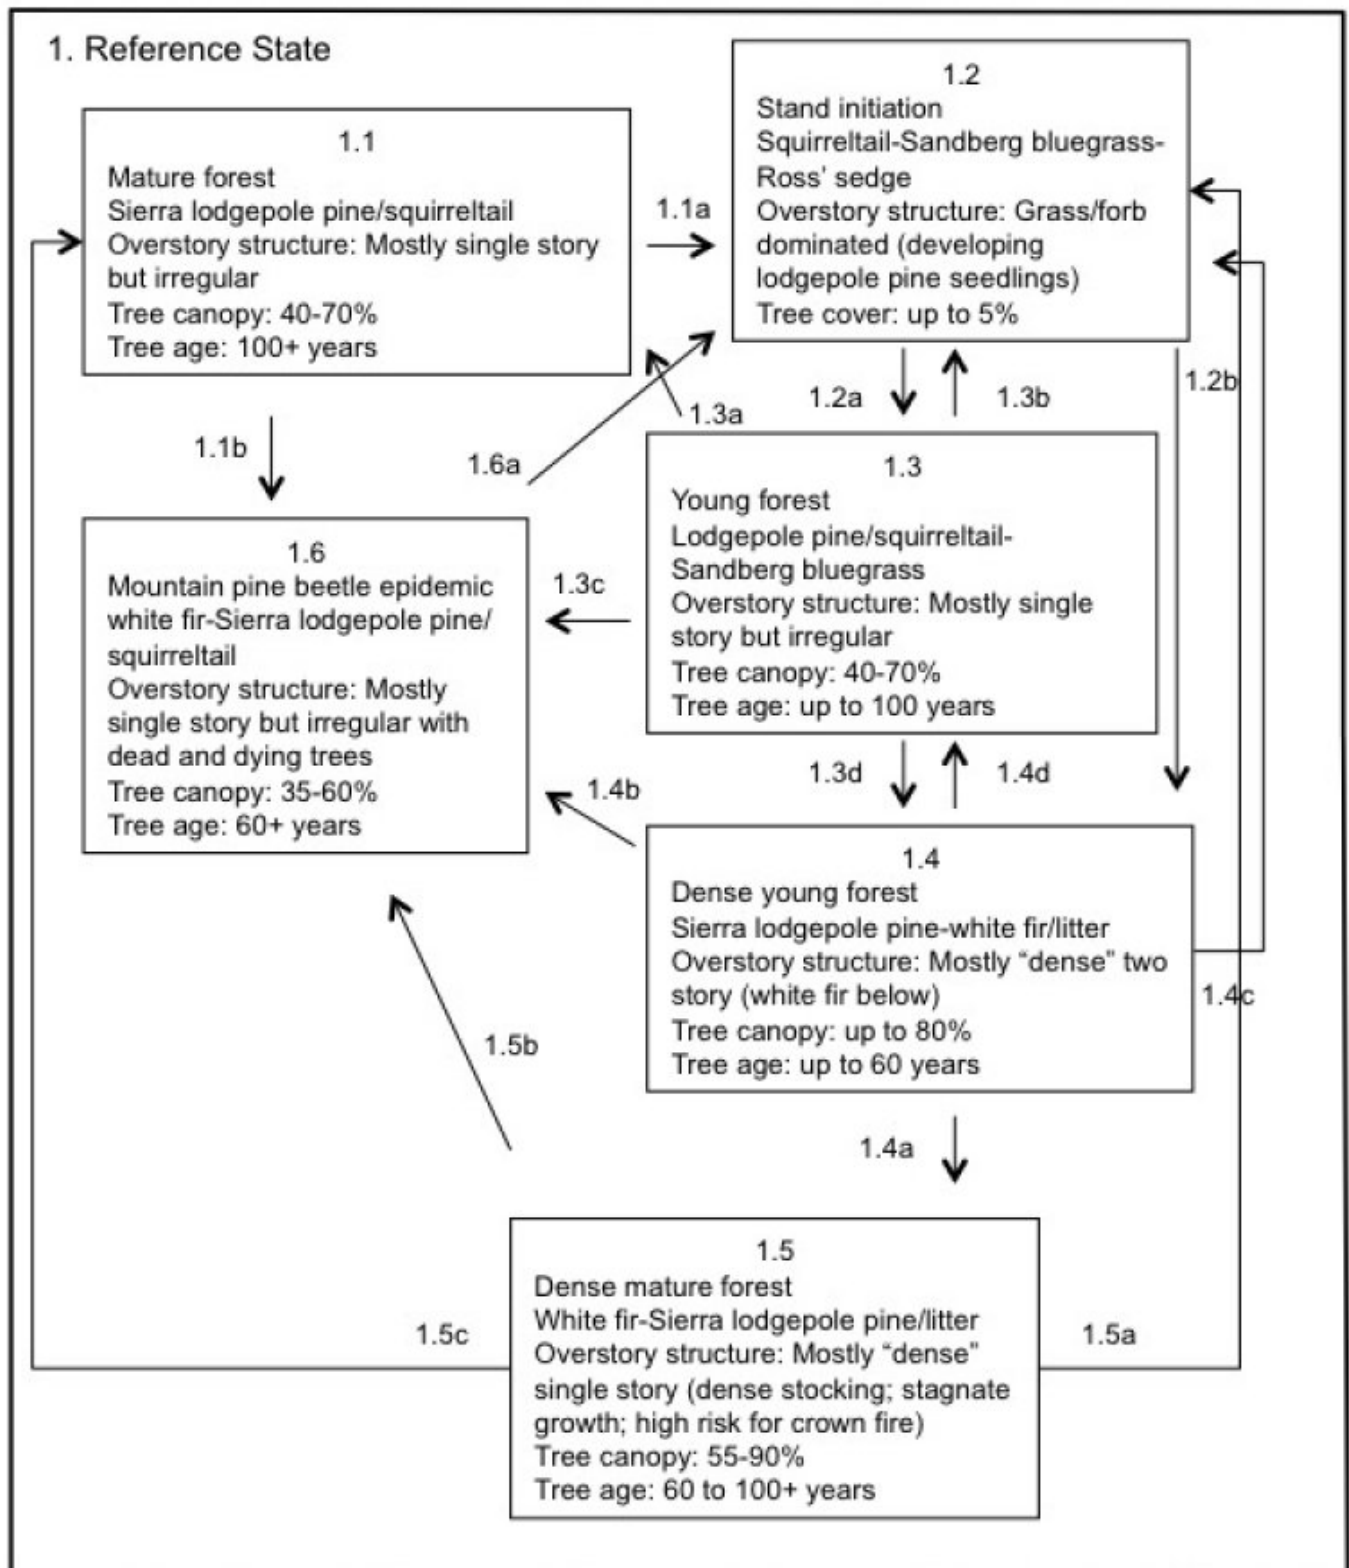 1. Reference State
1.1
Mature forest
Sierra lodgepole pine/squirreltail
Overstory structure: Mostly single story
but irregular
Tree canopy: 40-70%
Tree age: 100+ years
1.1a
1.2
Stand initiation
Squirreltail-Sandberg bluegrass-
Ross' sedge
Overstory structure: Grass/forb
dominated (developing
lodgepole pine seedlings)
Tree cover: up to 5%
1.2a
1.3b
1.2b
1.3a
1.1b
1.6a
1.3
Young forest
Lodgepole pine/squirreltail-
Sandberg bluegrass
Overstory structure: Mostly single
story but irregular
Tree canopy: 40-70%
Tree age: up to 100 years
1.3c
1.6
Mountain pine beetle epidemic
white fir-Sierra lodgepole pine/
squirreltail
Overstory structure: Mostly
single story but irregular with
dead and dying trees
Tree canopy: 35-60%
Tree age: 60+ years
1.3d
1.4d
1.4b
1.4
Dense young forest
Sierra lodgepole pine-white fir/litter
Overstory structure: Mostly “dense” two
story (white fir below)
Tree canopy: up to 80%
Tree age: up to 60 years
1.4c
1.5b
1.4a
1.5
Dense mature forest
White fir-Sierra lodgepole pine/litter
Overstory structure: Mostly “dense”
single story (dense stocking; stagnate
growth; high risk for crown fire)
Tree canopy: 55-90%
Tree age: 60 to 100+ years
1.5c
1.5a